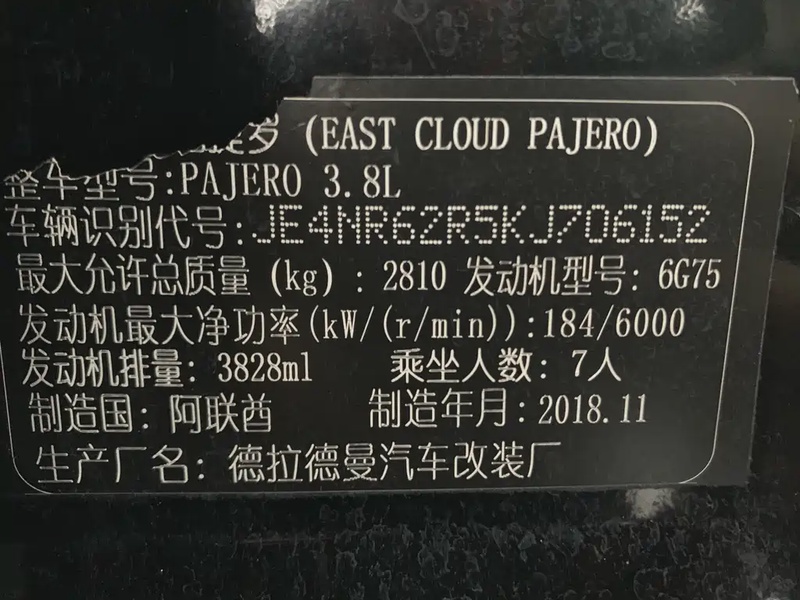 罗 (EAST CLOUD PAJERO)
整车型号:PAJERO 3.8L
车辆识别代号:JE4NR62R5KJ706152
最大允许总质量 (kg) : 2810 发动机型号: 6G75
发动机最大净功率(kW/(r/min)):184/6000
发动机排量: 3828ml 乘坐人数: 7人
制造国: 阿联酋 制造年月: 2018.11
生产厂名: 德拉德曼汽车改装厂